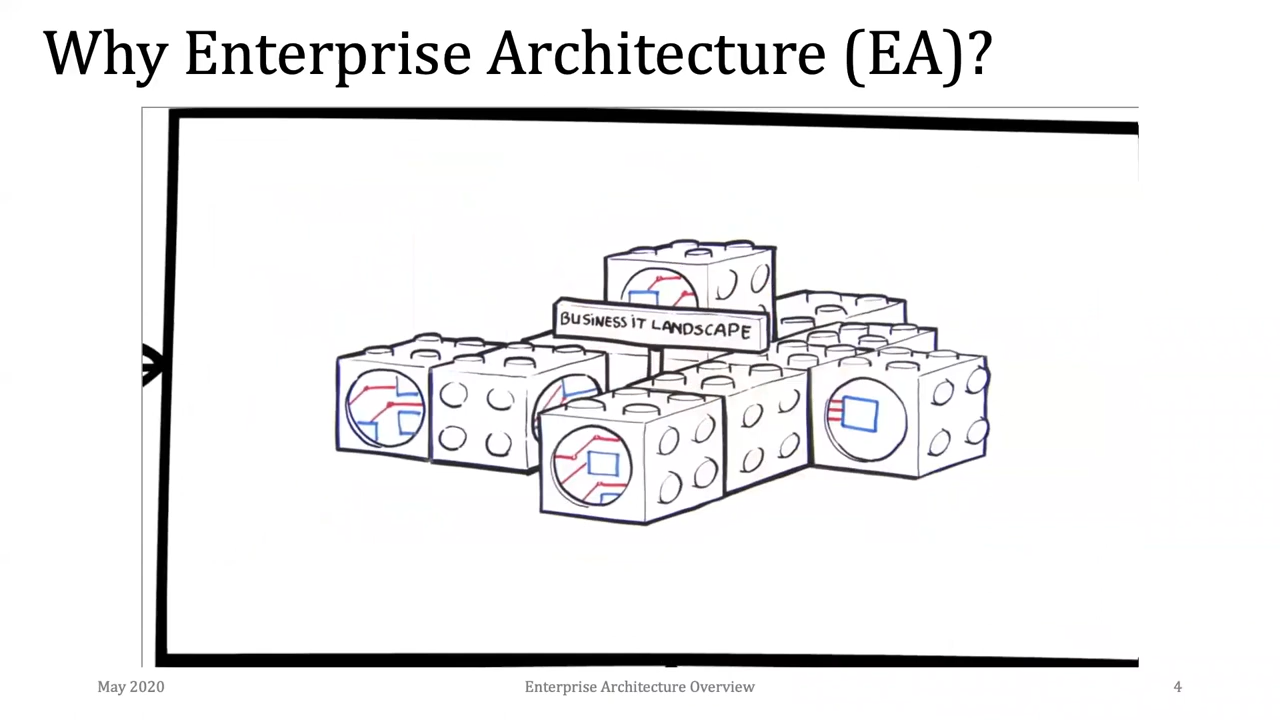 Why Enterprise Architecture (EA)?
BUSINESS IT LANDSCAPE
May 2020
Enterprise Architecture Overview
4